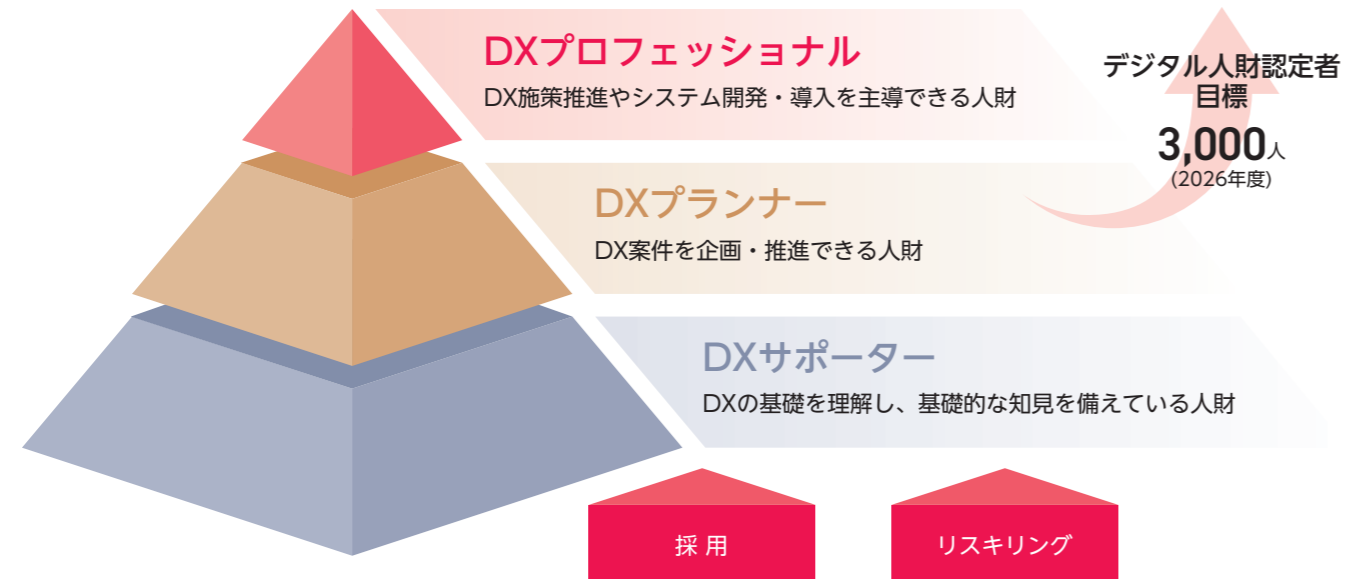 DXプロフェッショナル
DX施策推進やシステム開発・導入を主導できる人財
デジタル人財認定者
目標
3,000人
(2026年度)
DXプランナー
DX案件を企画・推進できる人財
DXサポーター
DXの基礎を理解し、基礎的な知見を備えている人財
採用
リスキリング